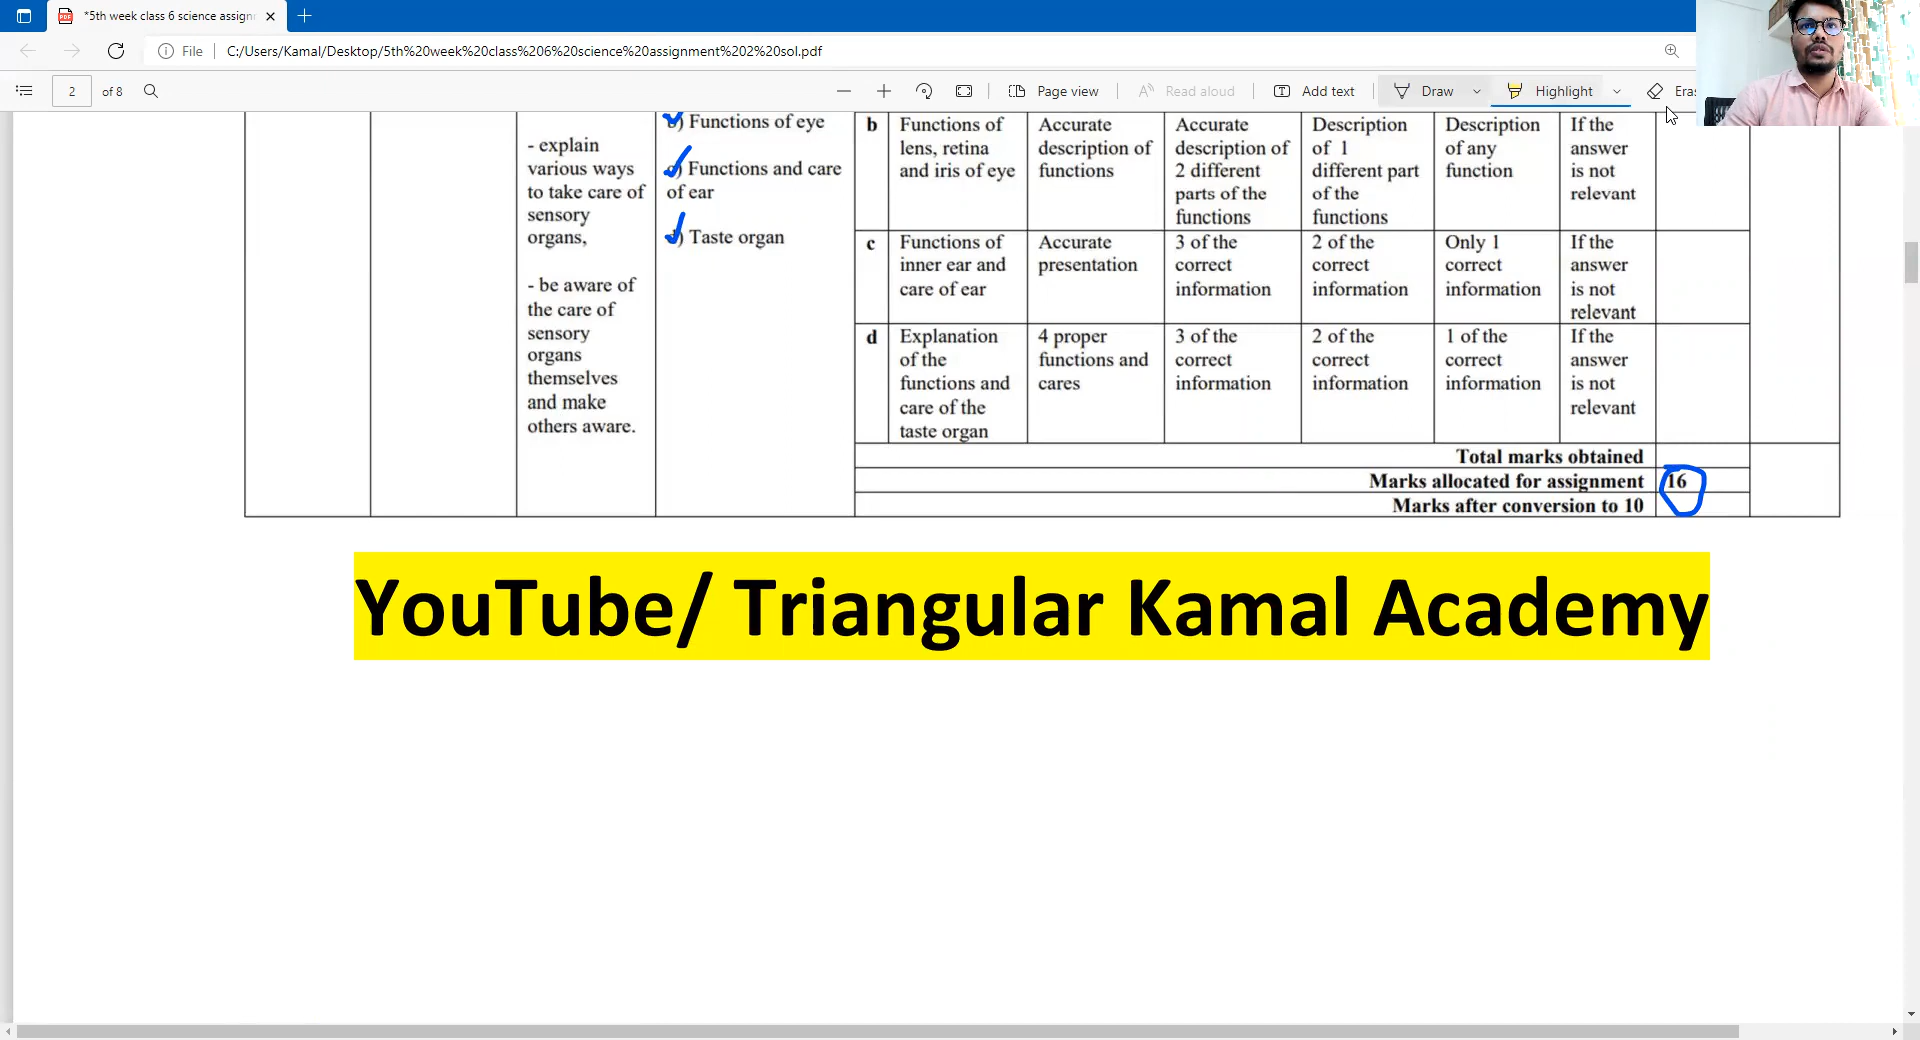 *5th week class 6 science assignm
File
C:/Users/Kamal/Desktop/5th%20week%20class%206%20science%20assignment%202%20sol.pdf
2 of 8
Page view
Read aloud
Add text
Draw
Highlight
Eras
- explain
various ways
to take care of
sensory
organs,
- be aware of
the care of
sensory
organs
themselves
and make
others aware.
b) Functions of eye
c) Functions and care
of ear
d) Taste organ
b
Functions of
lens, retina
and iris of eye
Accurate
description of
functions
Accurate
description of
2 different
parts of the
functions
Description
of 1
different part
of the
functions
Description
of any
function
If the
answer
is not
relevant
c
Functions of
inner ear and
care of ear
Accurate
presentation
3 of the
correct
information
2 of the
correct
information
Only 1
correct
information
If the
answer
is not
relevant
d
Explanation
of the
functions and
care of the
taste organ
4 proper
functions and
cares
3 of the
correct
information
2 of the
correct
information
1 of the
correct
information
If the
answer
is not
relevant
Total marks obtained
Marks allocated for assignment 16
Marks after conversion to 10
YouTube/ Triangular Kamal Academy